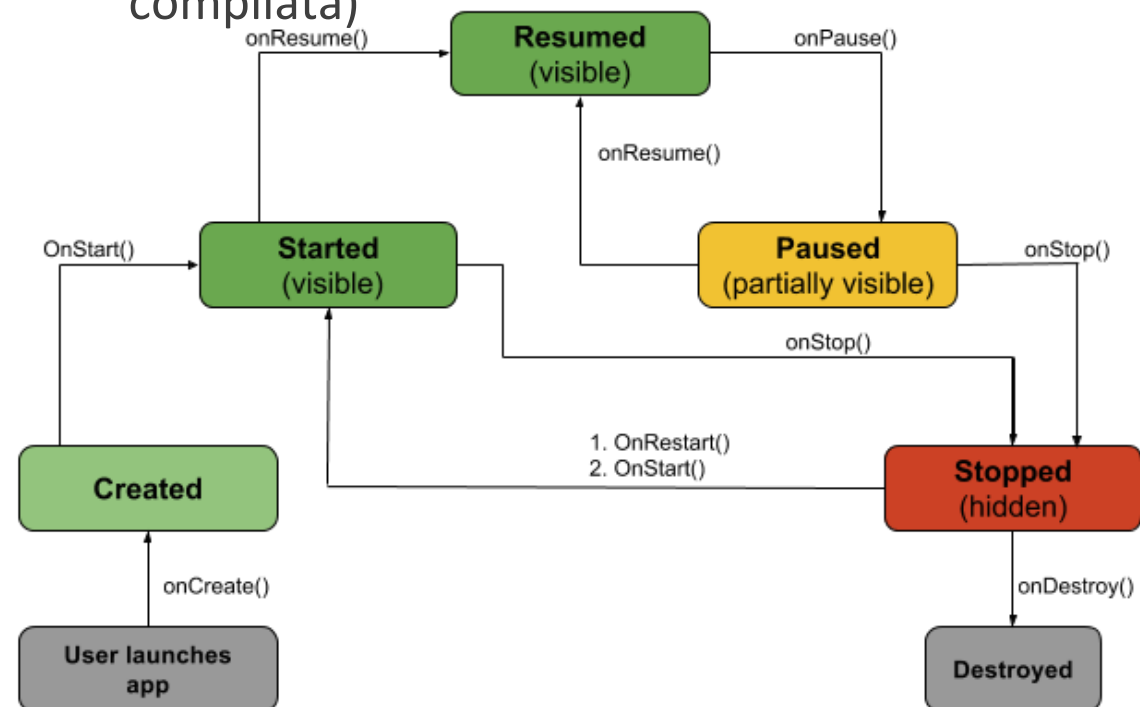 compilata)
onResume()
Resumed
(visible)
onPause()
onResume()
OnStart()
Started
(visible)
Paused
(partially visible)
onStop()
onStop()
1. OnRestart()
2. OnStart()
Created
Stopped
(hidden)
onCreate()
onDestroy()
User launches
app
Destroyed